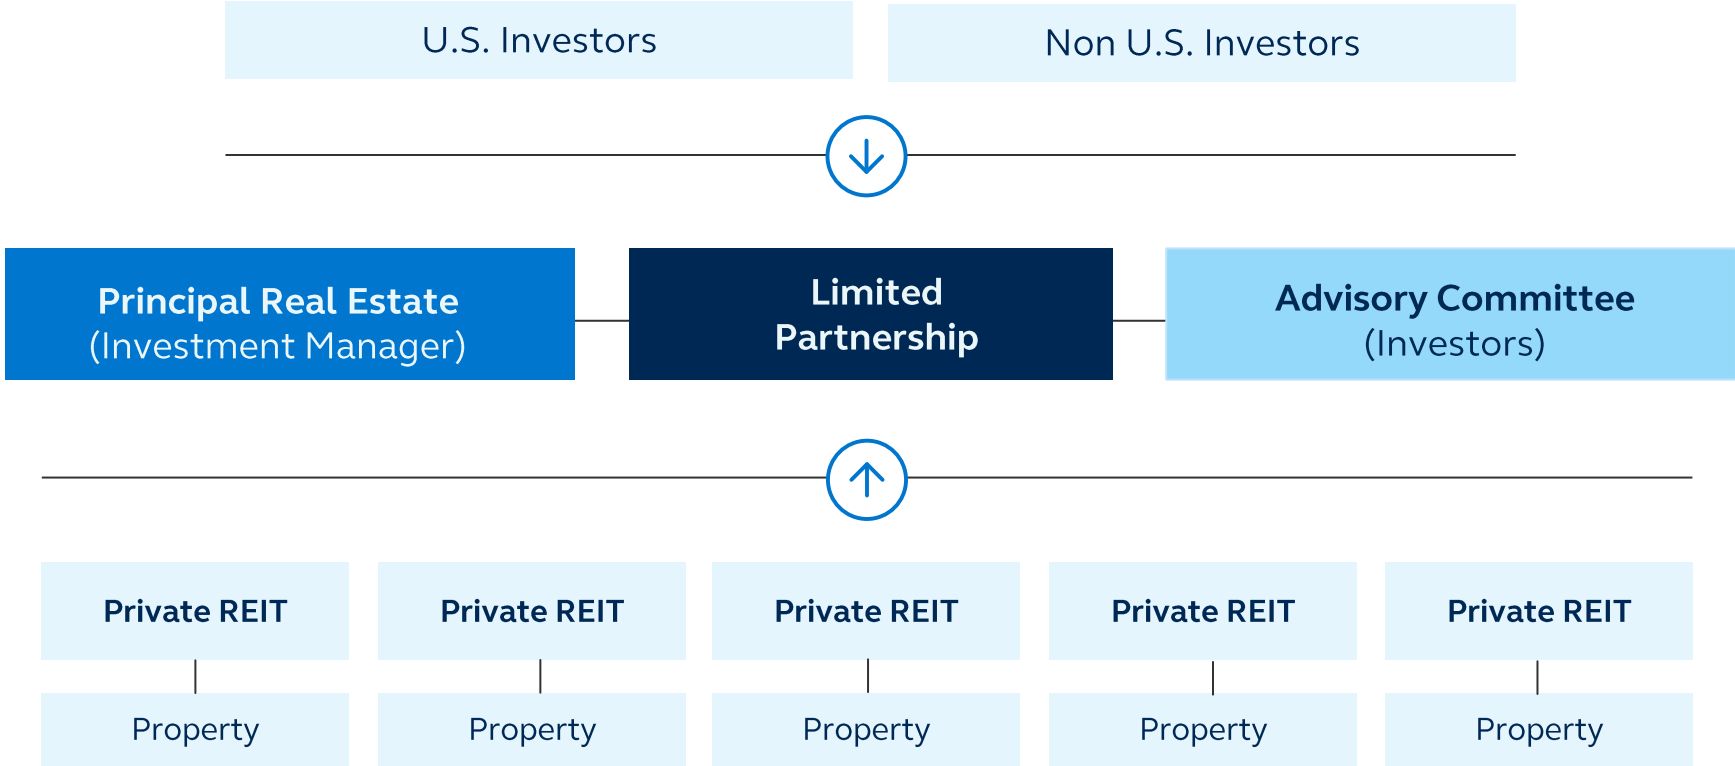 U.S. Investors
Non U.S. Investors
Principal Real Estate
(Investment Manager)
Limited
Partnership
Advisory Committee
(Investors)
Private REIT
Private REIT
Private REIT
Private REIT
Private REIT
Property
Property
Property
Property
Property